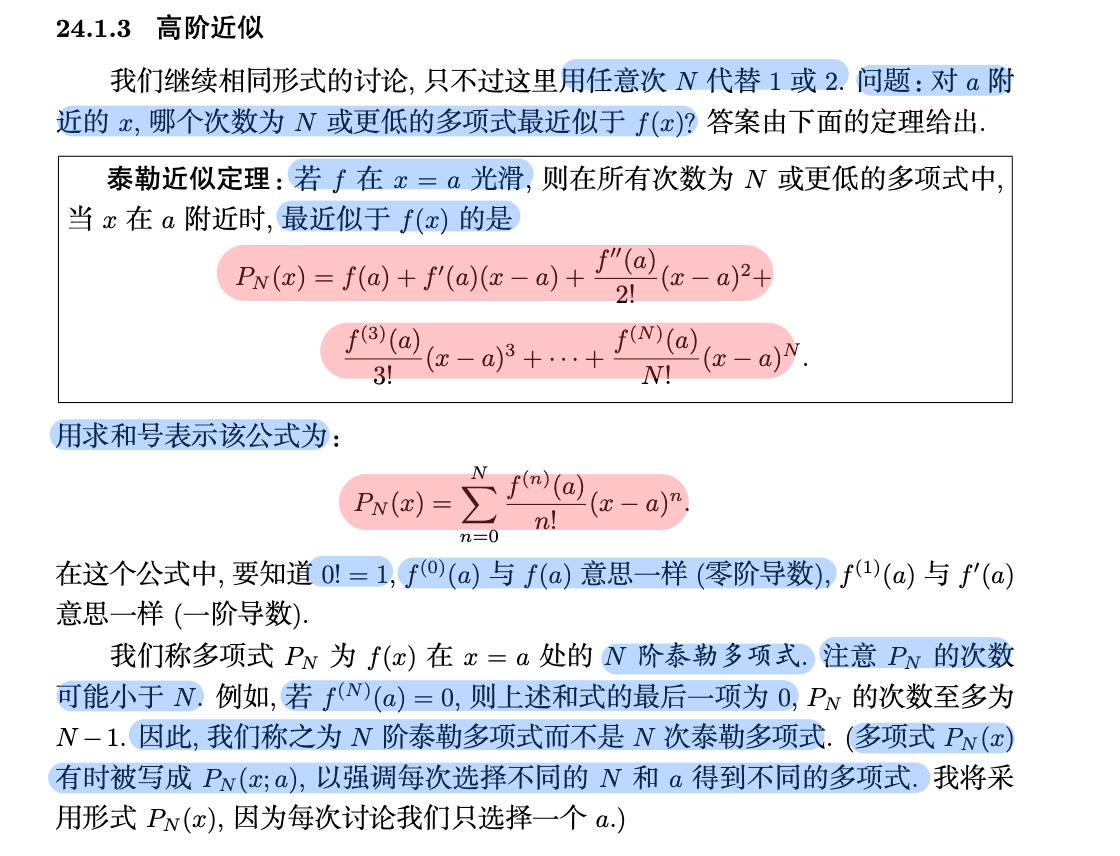 24.1.3 高阶近似
我们继续相同形式的讨论, 只不过这里用任意次 N 代替 1 或 2. 问题: 对 a 附
近的 x, 哪个次数为 N 或更低的多项式最近似于 f(x)? 答案由下面的定理给出.
泰勒近似定理: 若 f 在 x = a 光滑, 则在所有次数为 N 或更低的多项式中,
当 x 在 a 附近时, 最近似于 f(x) 的是
P_N(x) = f(a) + f′(a)(x − a) + \frac{f″(a)}{2!}(x − a)^2 +
\frac{f^{(3)}(a)}{3!}(x − a)^3 + ⋯ + \frac{f^{(N)}(a)}{N!}(x − a)^N.
用求和号表示该公式为:
P_N(x) = \sum_{n=0}^{N} \frac{f^{(n)}(a)}{n!}(x − a)^n.
在这个公式中, 要知道 0! = 1, f^{(0)}(a) 与 f(a) 意思一样 (零阶导数), f^{(1)}(a) 与 f′(a)
意思一样 (一阶导数).
我们称多项式 P_N 为 f(x) 在 x = a 处的 N 阶泰勒多项式. 注意 P_N 的次数
可能小于 N. 例如, 若 f^{(N)}(a) = 0, 则上述和式的最后一项为 0, P_N 的次数至多为
N − 1. 因此, 我们称之为 N 阶泰勒多项式而不是 N 次泰勒多项式. (多项式 P_N(x)
有时被写成 P_N(x; a), 以强调每次选择不同的 N 和 a 得到不同的多项式. 我将采
用形式 P_N(x), 因为每次讨论我们只选择一个 a.)